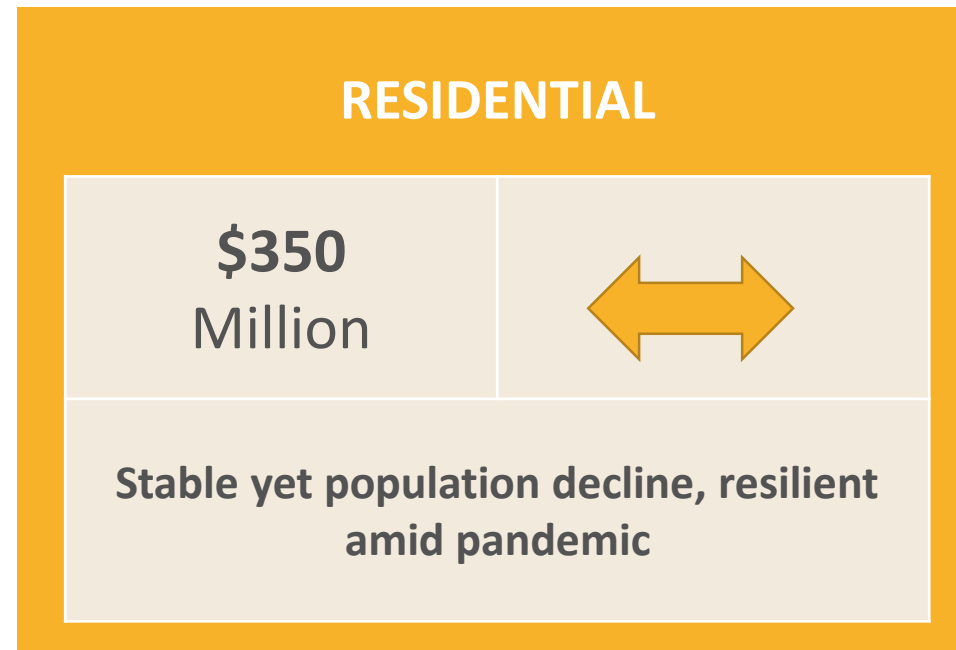 RESIDENTIAL
$350
Million
Stable yet population decline, resilient
amid pandemic